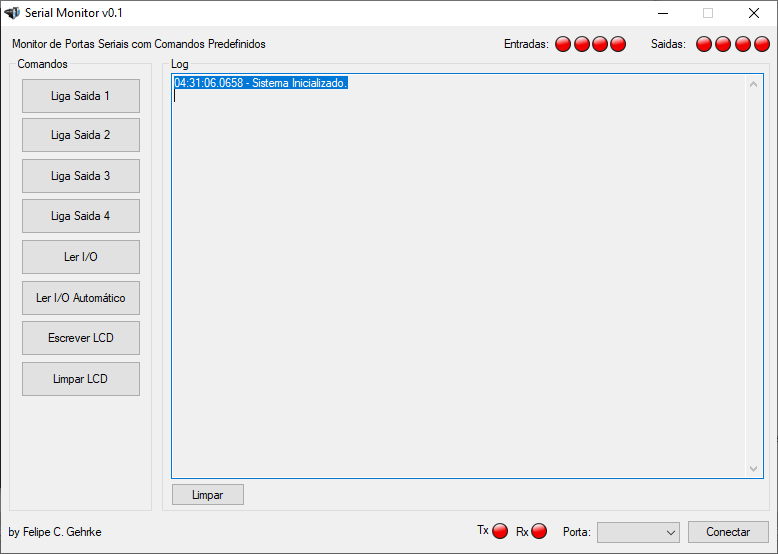 Serial Monitor v0.1
Monitor de Portas Seriais com Comandos Predefinidos
Entradas:
Saidas:
Comandos
Log
Liga Saida 1
Liga Saida 2
Liga Saida 3
Liga Saida 4
Ler I/O
Ler I/O Automático
Escrever LCD
Limpar LCD
04:31:06.0658 - Sistema Inicializado.
Limpar
by Felipe C. Gehrke
Tx
Rx
Porta:
Conectar